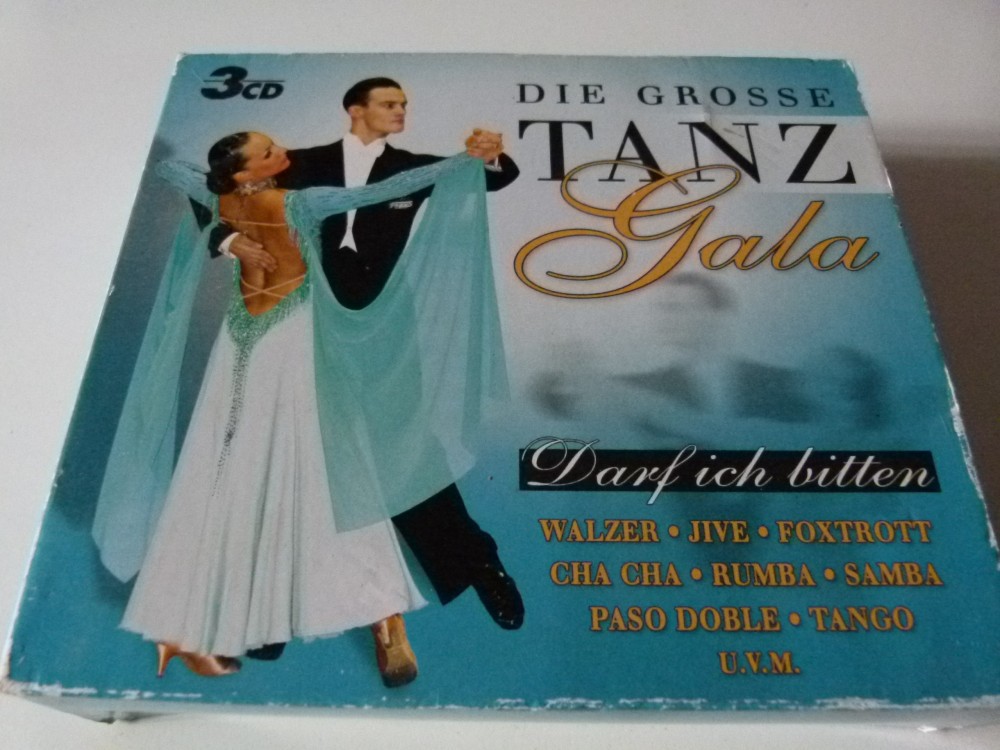 3CD
DIE GROSSE
TANZ
Gala
Darf ich bitten
WALZER • JIVE • FOXTROTT
CHA CHA • RUMBA • SAMBA
PASO DOBLE • TANGO
U.V.M.